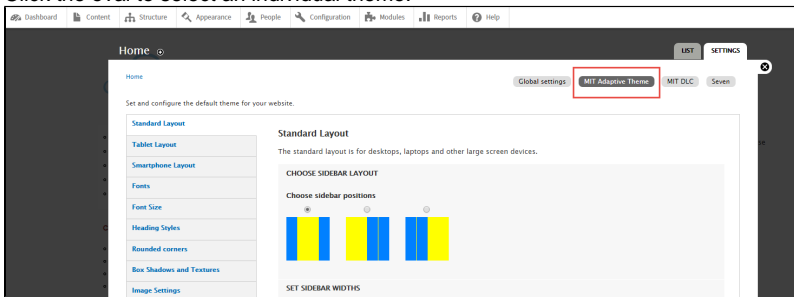 Click the oval to select an individual theme.
Dashboard Content Structure Appearance People Configuration Modules Reports Help
Home
LIST SETTINGS
Home
Global settings MIT Adaptive Theme MIT DLC Seven
Set and configure the default theme for your website.
Standard Layout
Tablet Layout
Smartphone Layout
Fonts
Font Size
Heading Styles
Rounded corners
Box Shadows and Textures
Image Settings
Standard Layout
The standard layout is for desktops, laptops and other large screen devices.
CHOOSE SIDEBAR LAYOUT
Choose sidebar positions
SET SIDEBAR WIDTHS